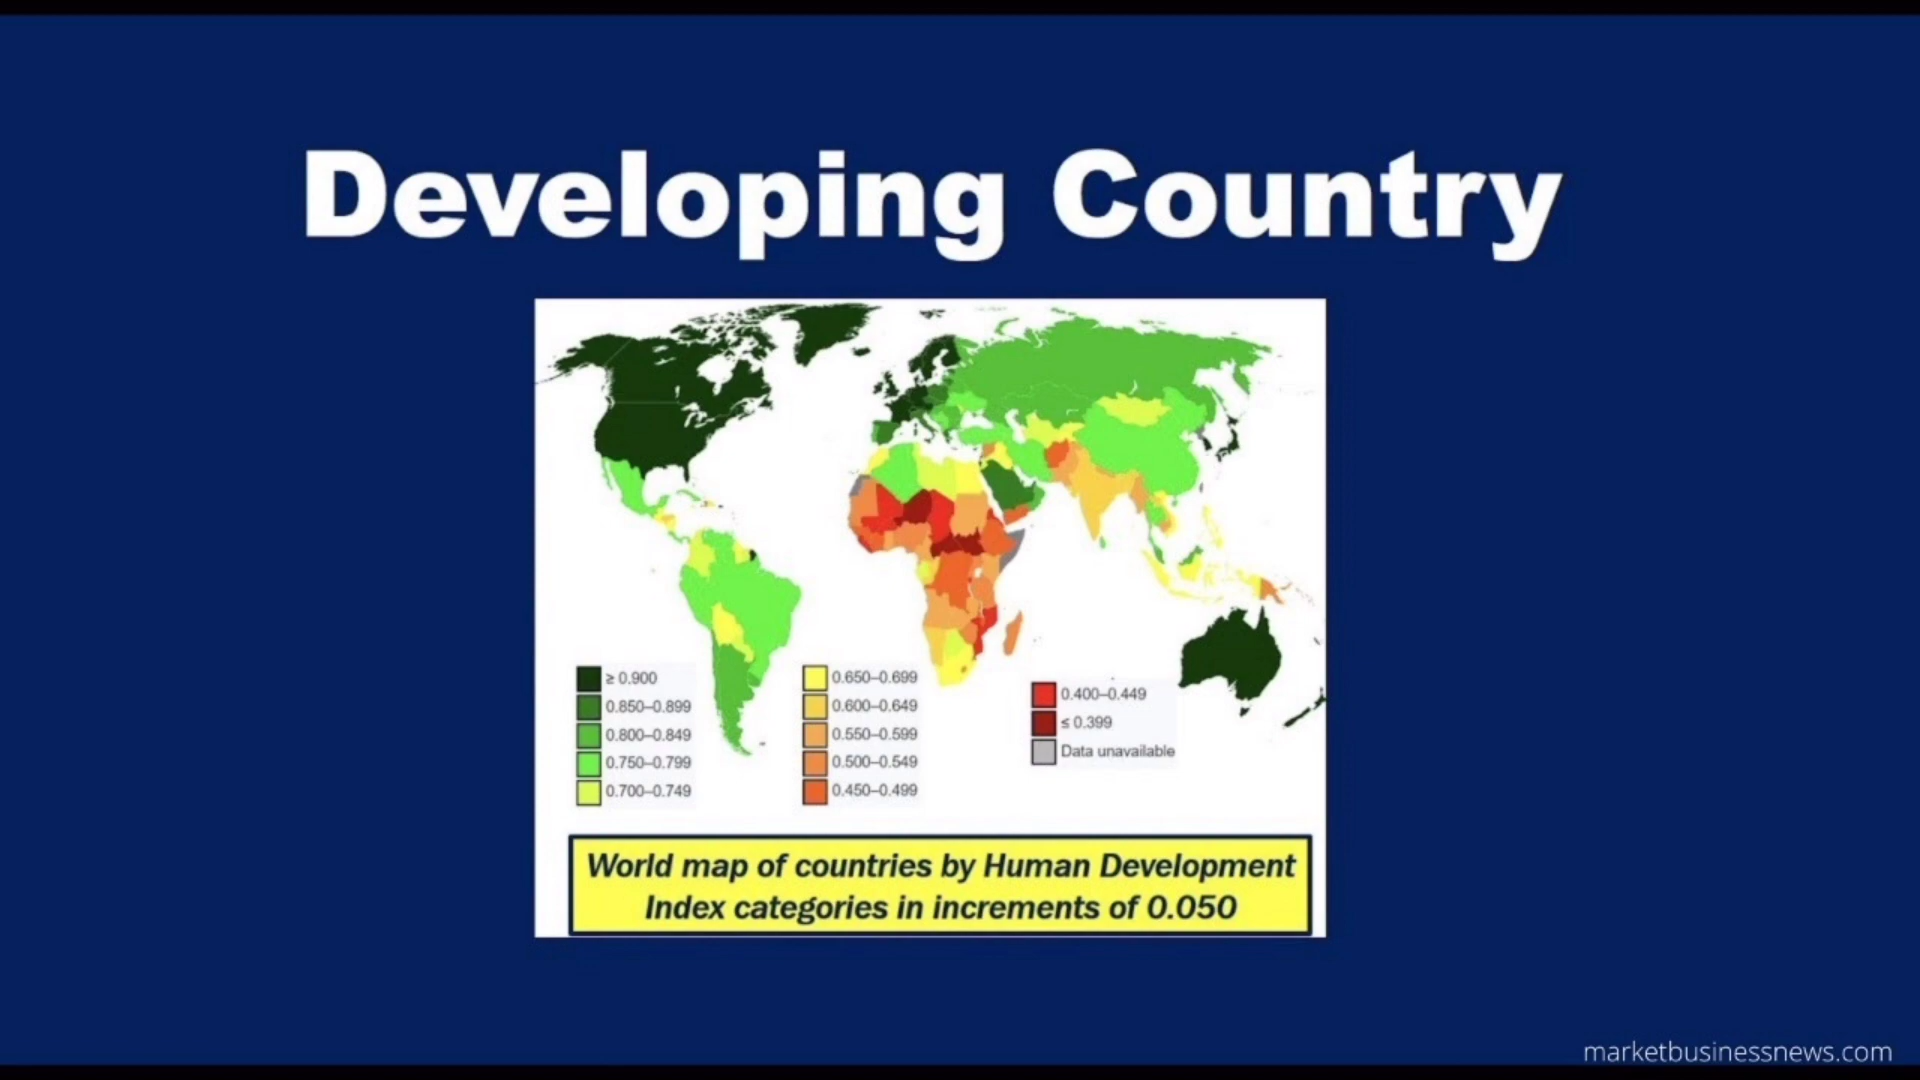 Developing Country
≥ 0.900
0.850–0.899
0.800–0.849
0.750–0.799
0.700–0.749
0.650–0.699
0.600–0.649
0.550–0.599
0.500–0.549
0.450–0.499
0.400–0.449
≤ 0.399
Data unavailable
World map of countries by Human Development
Index categories in increments of 0.050
marketbusinessnews.com